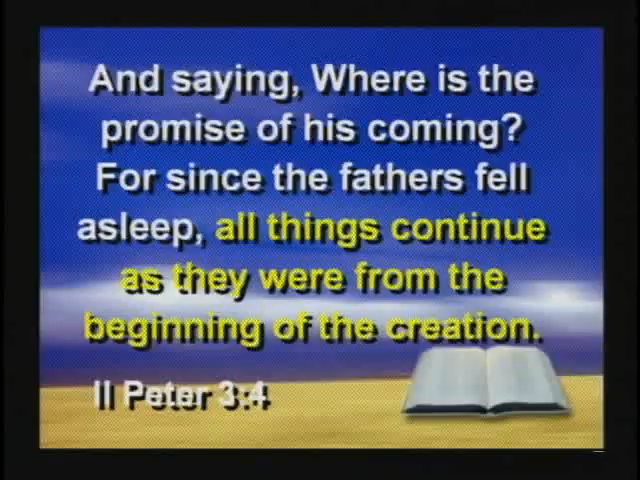 And saying, Where is the
promise of his coming?
For since the fathers fell
asleep, all things continue
as they were from the
beginning of the creation.
II Peter 3:4